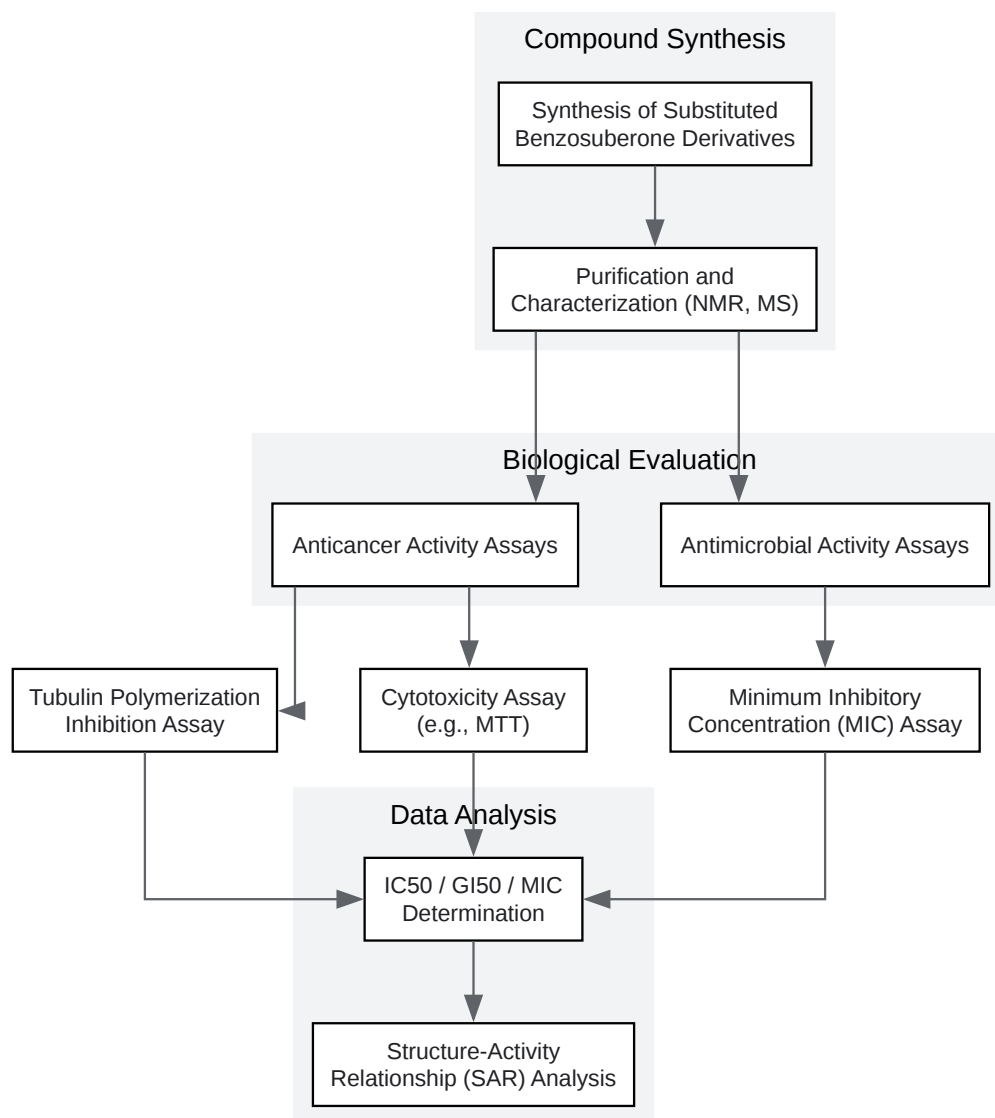 Compound Synthesis
Synthesis of Substituted
Benzosuberone Derivatives
Purification and
Characterization (NMR, MS)
Biological Evaluation
Anticancer Activity Assays
Antimicrobial Activity Assays
Tubulin Polymerization
Inhibition Assay
Cytotoxicity Assay
(e.g., MTT)
Minimum Inhibitory
Concentration (MIC) Assay
Data Analysis
IC50 / GI50 / MIC
Determination
Structure-Activity
Relationship (SAR) Analysis